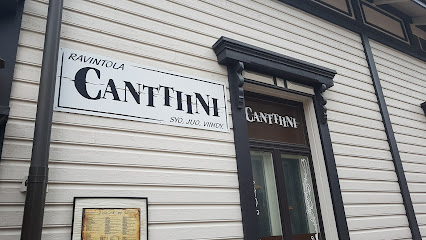 RAVINTOLA
CANTTIINI
SYÖ, JUO, VIIHDY.
CANTTIINI